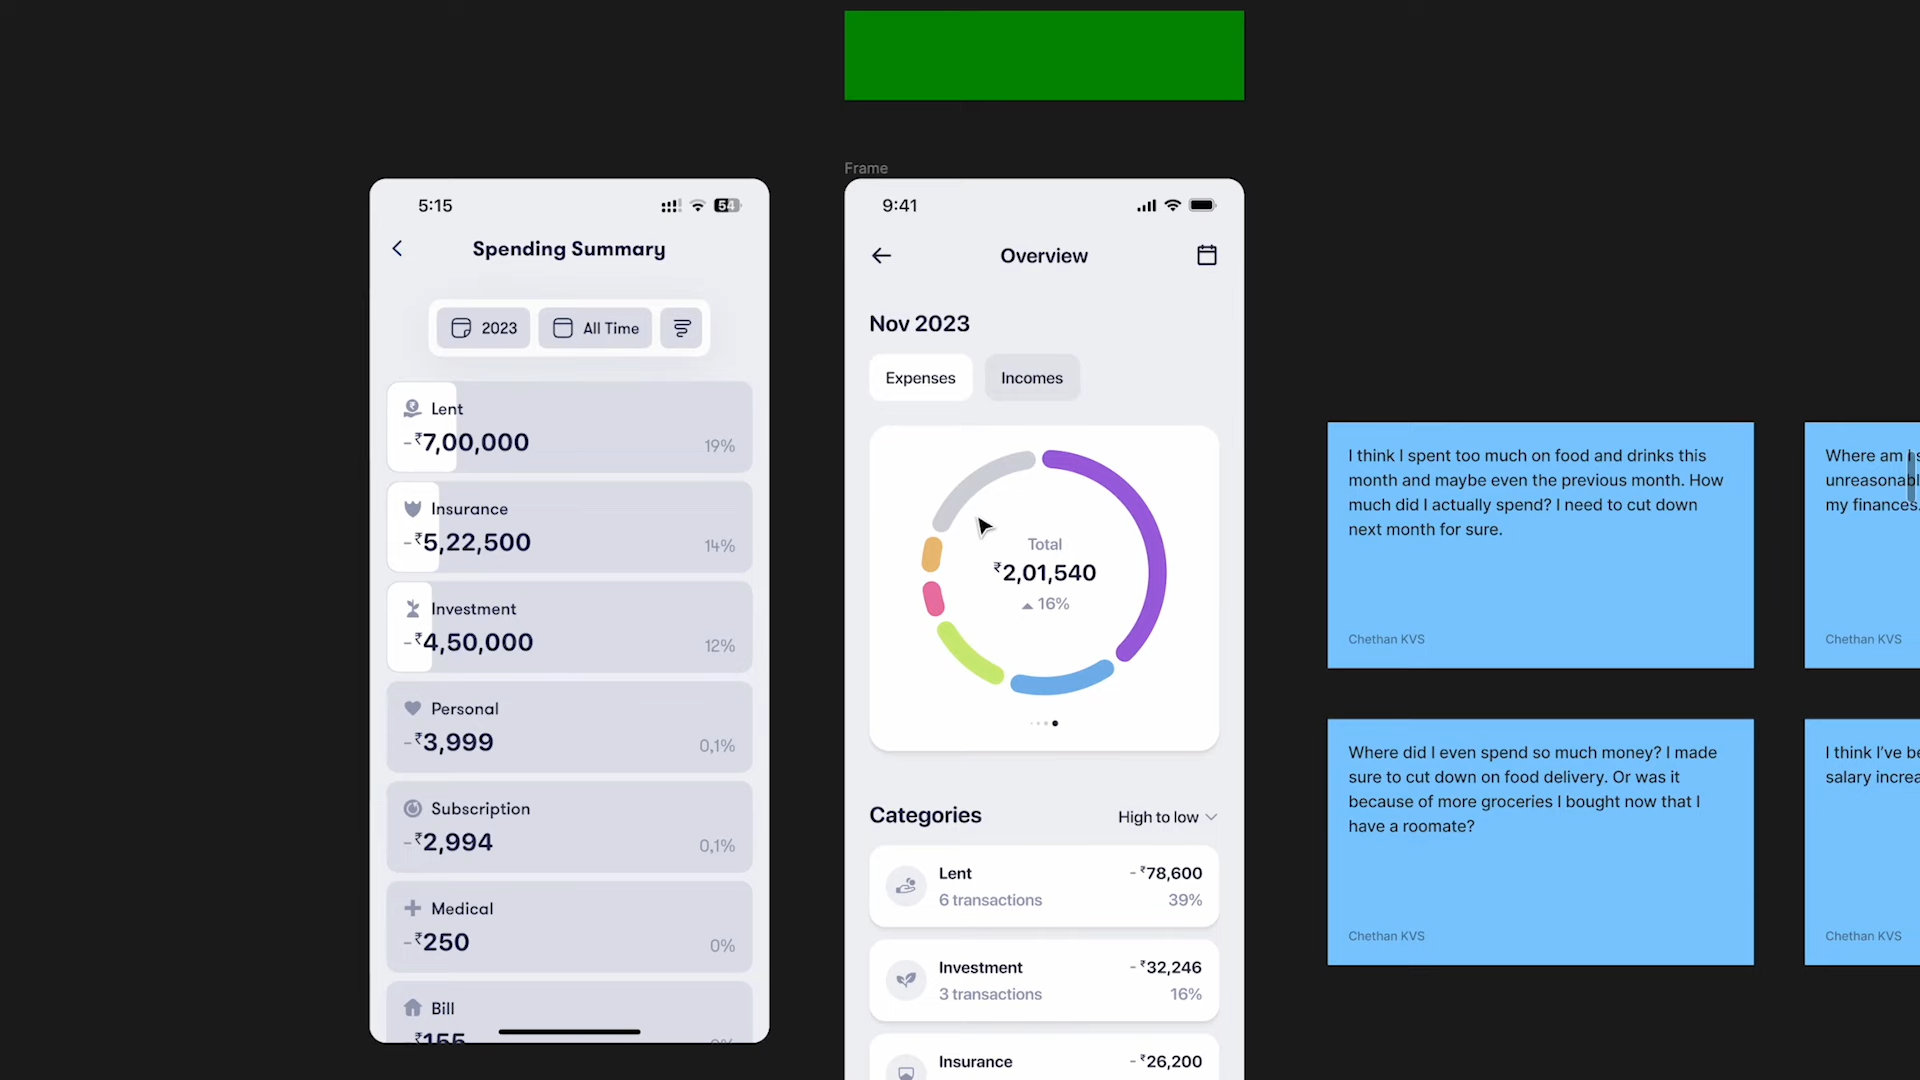 Frame
5:15
54
Spending Summary
2023
All Time
Lent
-₹7,00,000
19%
Insurance
-₹5,22,500
14%
Investment
-₹4,50,000
12%
Personal
-₹3,999
0,1%
Subscription
-₹2,994
0,1%
Medical
-₹250
0%
Bill
9:41
Overview
Nov 2023
Expenses
Incomes
Total
₹2,01,540
16%
Categories
High to low
Lent
- ₹78,600
6 transactions
39%
Investment
- ₹32,246
3 transactions
16%
Insurance
- ₹26,200
I think I spent too much on food and drinks this
month and maybe even the previous month. How
much did I actually spend? I need to cut down
next month for sure.
Chethan KVS
Where did I even spend so much money? I made
sure to cut down on food delivery. Or was it
because of more groceries I bought now that I
have a roomate?
Chethan KVS
Where am
my finances.
Chethan KVS
I think I've
salary
Chethan KVS